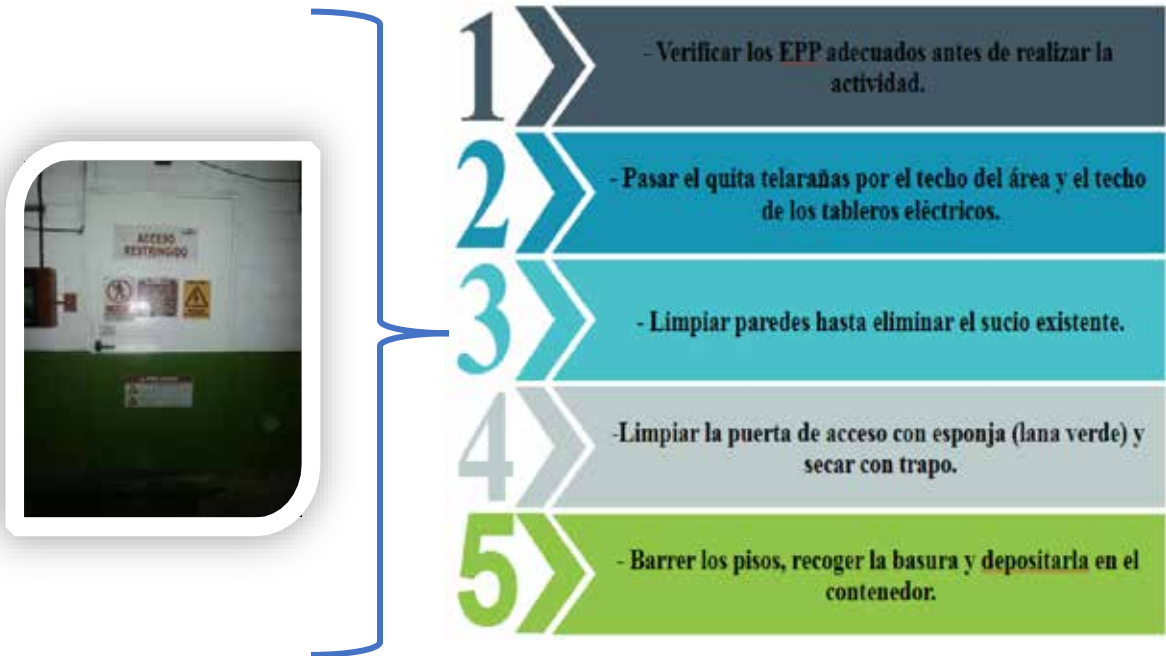 ACCESO
RESTRINGIDO
1
- Verificar los EPP adecuados antes de realizar la
actividad.
2
- Pasar el quita telarañas por el techo del área y el techo
de los tableros eléctricos.
3
- Limpiar paredes hasta eliminar el sucio existente.
4
-Limpiar la puerta de acceso con esponja (lana verde) y
secar con trapo.
5
- Barrer los pisos, recoger la basura y depositarla en el
contenedor.